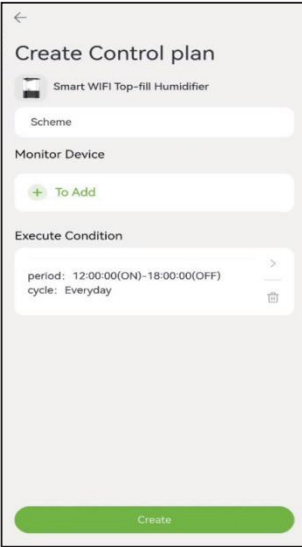 Create Control plan
Smart WIFI Top-fill Humidifier
Scheme
Monitor Device
+ To Add
Execute Condition
period: 12:00:00(ON)-18:00:00(OFF)
cycle: Everyday
Create